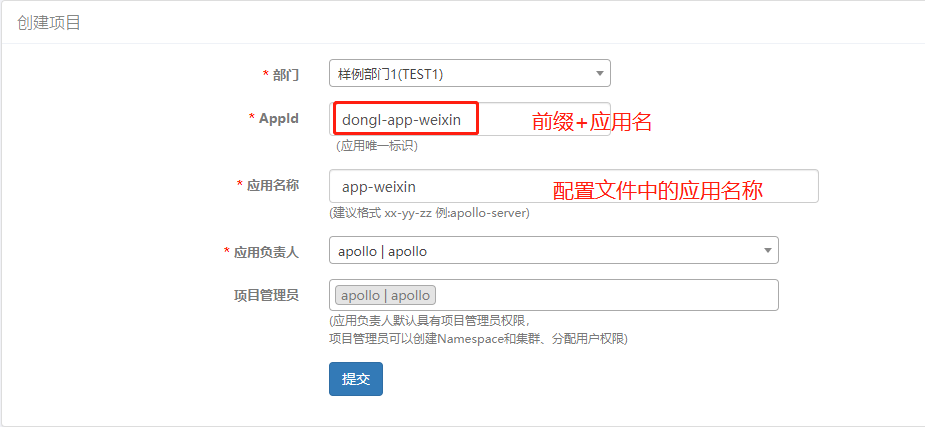 创建项目
* 部门
样例部门1(TEST1)
* AppId
dongl-app-weixin
前缀+应用名
(应用唯一标识)
* 应用名称
app-weixin
配置文件中的应用名称
(建议格式 xx-yy-zz 例:apollo-server)
* 应用负责人
apollo | apollo
项目管理员
apollo | apollo
(应用负责人默认具有项目管理员权限，
项目管理员可以创建Namespace和集群、分配用户权限)
提交